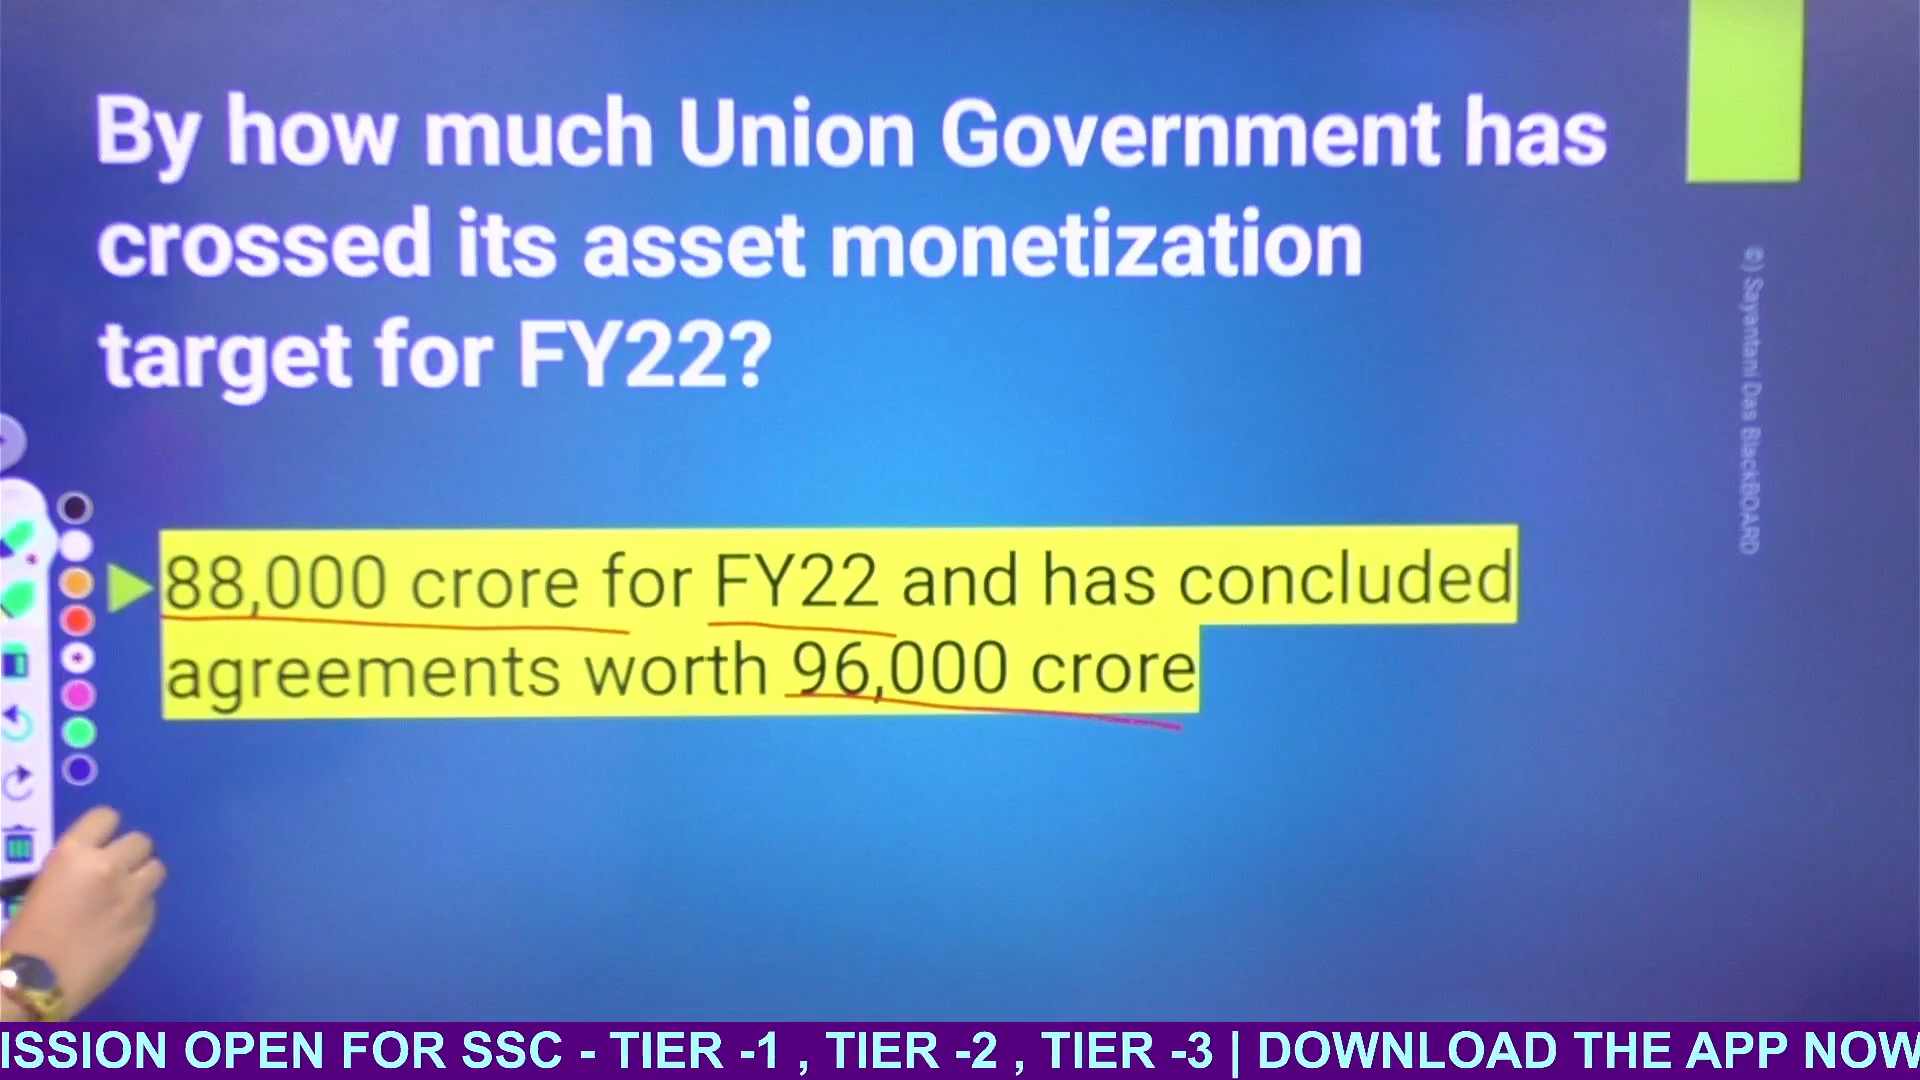 By how much Union Government has
crossed its asset monetization
target for FY22?
88,000 crore for FY22 and has concluded
agreements worth 96,000 crore
©) Sayantani Das BlackBOARD
ISSION OPEN FOR SSC - TIER -1 , TIER -2 , TIER -3 | DOWNLOAD THE APP NOW